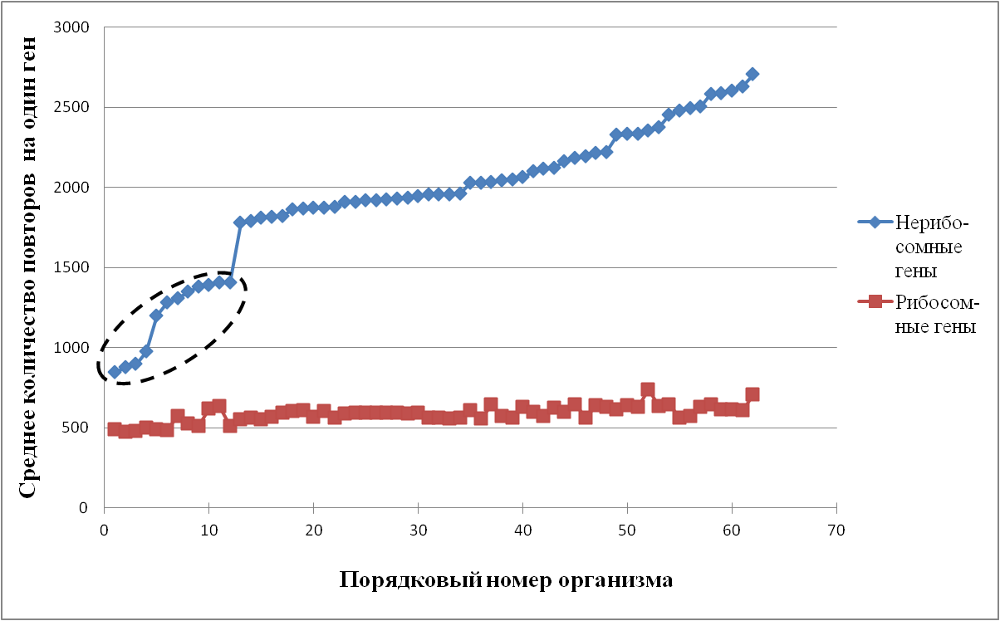 Среднее количество повторов на один ген
3000
2500
2000
1500
1000
500
0
0 10 20 30 40 50 60 70
Порядковый номер организма
Нерибо-
сомные
гены
Рибосом-
ные гены